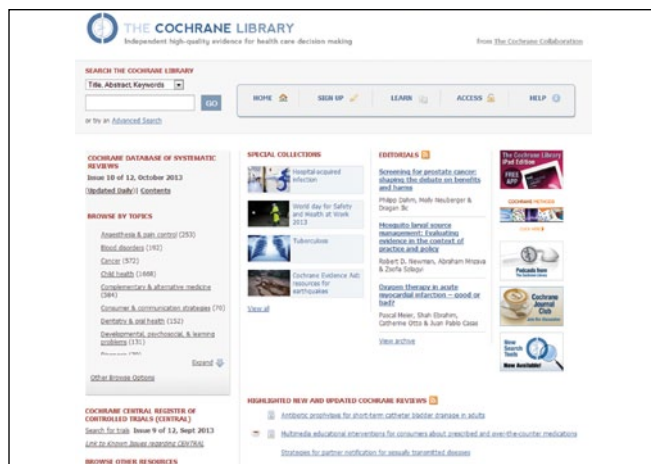 THE COCHRANE LIBRARY
Independent high-quality evidence for health care decision making
from The Cochrane Collaboration
SEARCH THE COCHRANE LIBRARY
Title, Abstract, Keywords
GO
or try an Advanced Search
HOME
SIGN UP
LEARN
ACCESS
HELP
COCHRANE DATABASE OF SYSTEMATIC
REVIEWS
Issue 10 of 12, October 2013
[Updated Daily] | Contents
BROWSE BY TOPICS
Anaesthesia & pain control (253)
Blood disorders (192)
Cancer (572)
Child health (1668)
Complementary & alternative medicine
(584)
Consumer & communication strategies (70)
Dentistry & oral health (152)
Developmental, psychosocial, & learning
problems (131)
Expand
Other Browse Options
COCHRANE CENTRAL REGISTER OF
CONTROLLED TRIALS (CENTRAL)
Search for trials Issue 9 of 12, Sept 2013
Link to Known Issues regarding CENTRAL
BROWSE OTHER RESOURCES
SPECIAL COLLECTIONS
Hospital-acquired
infection
World day for Safety
and Health at Work
2013
Tuberculosis
Cochrane Evidence Aid:
resources for
earthquakes
View all
EDITORIALS
Screening for prostate cancer:
shaping the debate on benefits
and harms
Philipp Dahm, Molly Neuberger &
Dragan Ilic
Mosquito larval source
management: Evaluating
evidence in the context of
practice and policy
Robert D. Newman, Abraham Mnzava
& Zsofia Szilagyi
Oxygen therapy in acute
myocardial infarction – good or
bad?
Pascal Meier, Shah Ebrahim,
Catherine Otto & Juan Pablo Casas
View archive
The Cochrane Library
iPad Edition
FREE
APP
COCHRANE METHODS
CLICK HERE
Podcasts from
The Cochrane Library
Cochrane
Journal
Club
New
Search
Tools
Now Available!
HIGHLIGHTED NEW AND UPDATED COCHRANE REVIEWS
Antibiotic prophylaxis for short-term catheter bladder drainage in adults
Multimedia educational interventions for consumers about prescribed and over-the-counter medications
Strategies for partner notification for sexually transmitted diseases